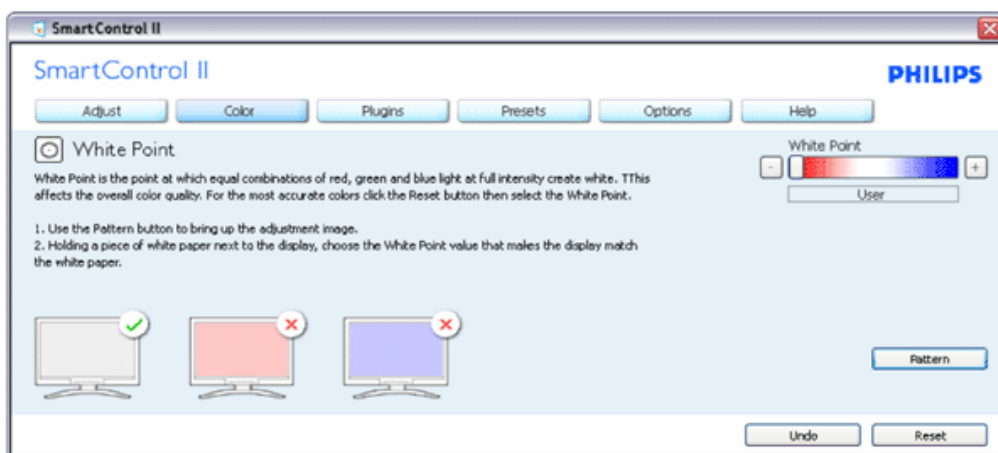 SmartControl II
SmartControl II
PHILIPS
Adjust
Color
Plugins
Presets
Options
Help
White Point
White Point is the point at which equal combinations of red, green and blue light at full intensity create white. TThis
affects the overall color quality. For the most accurate colors click the Reset button then select the White Point.
1. Use the Pattern button to bring up the adjustment image.
2. Holding a piece of white paper next to the display, choose the White Point value that makes the display match
the white paper.
White Point
- +
User
Pattern
Undo
Reset